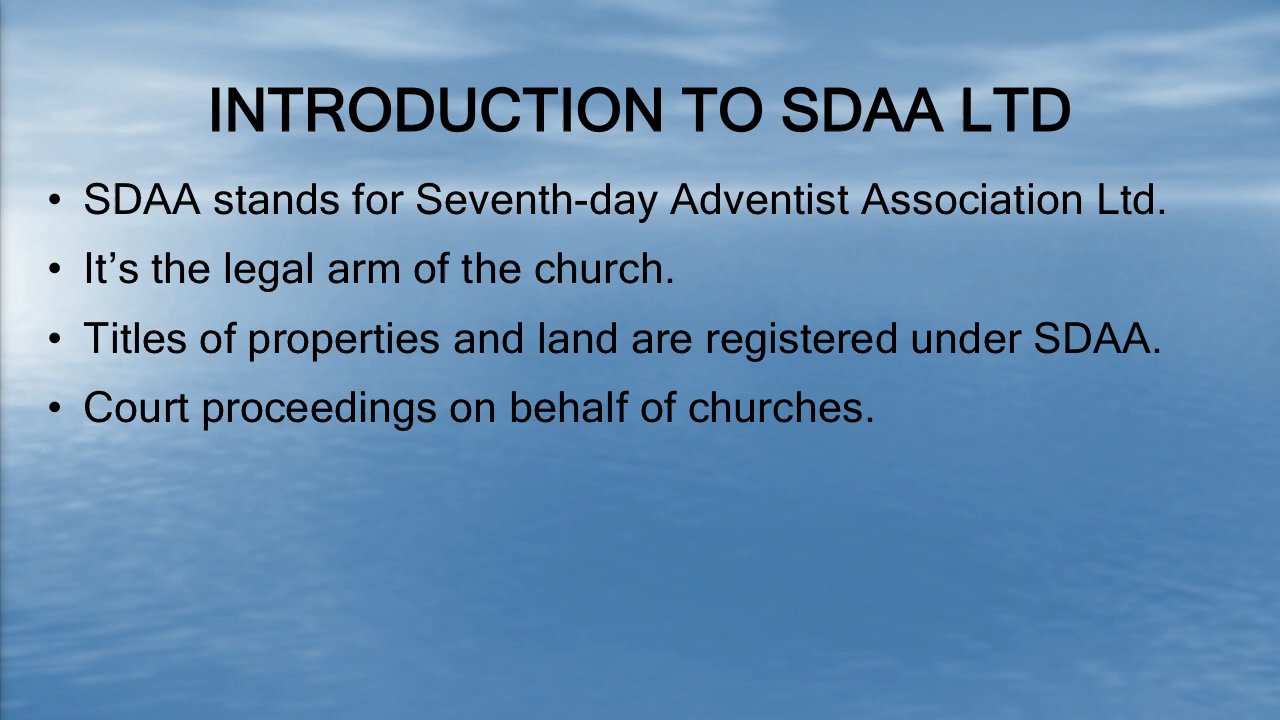 INTRODUCTION TO SDAA LTD
• SDAA stands for Seventh-day Adventist Association Ltd.
• It’s the legal arm of the church.
• Titles of properties and land are registered under SDAA.
• Court proceedings on behalf of churches.